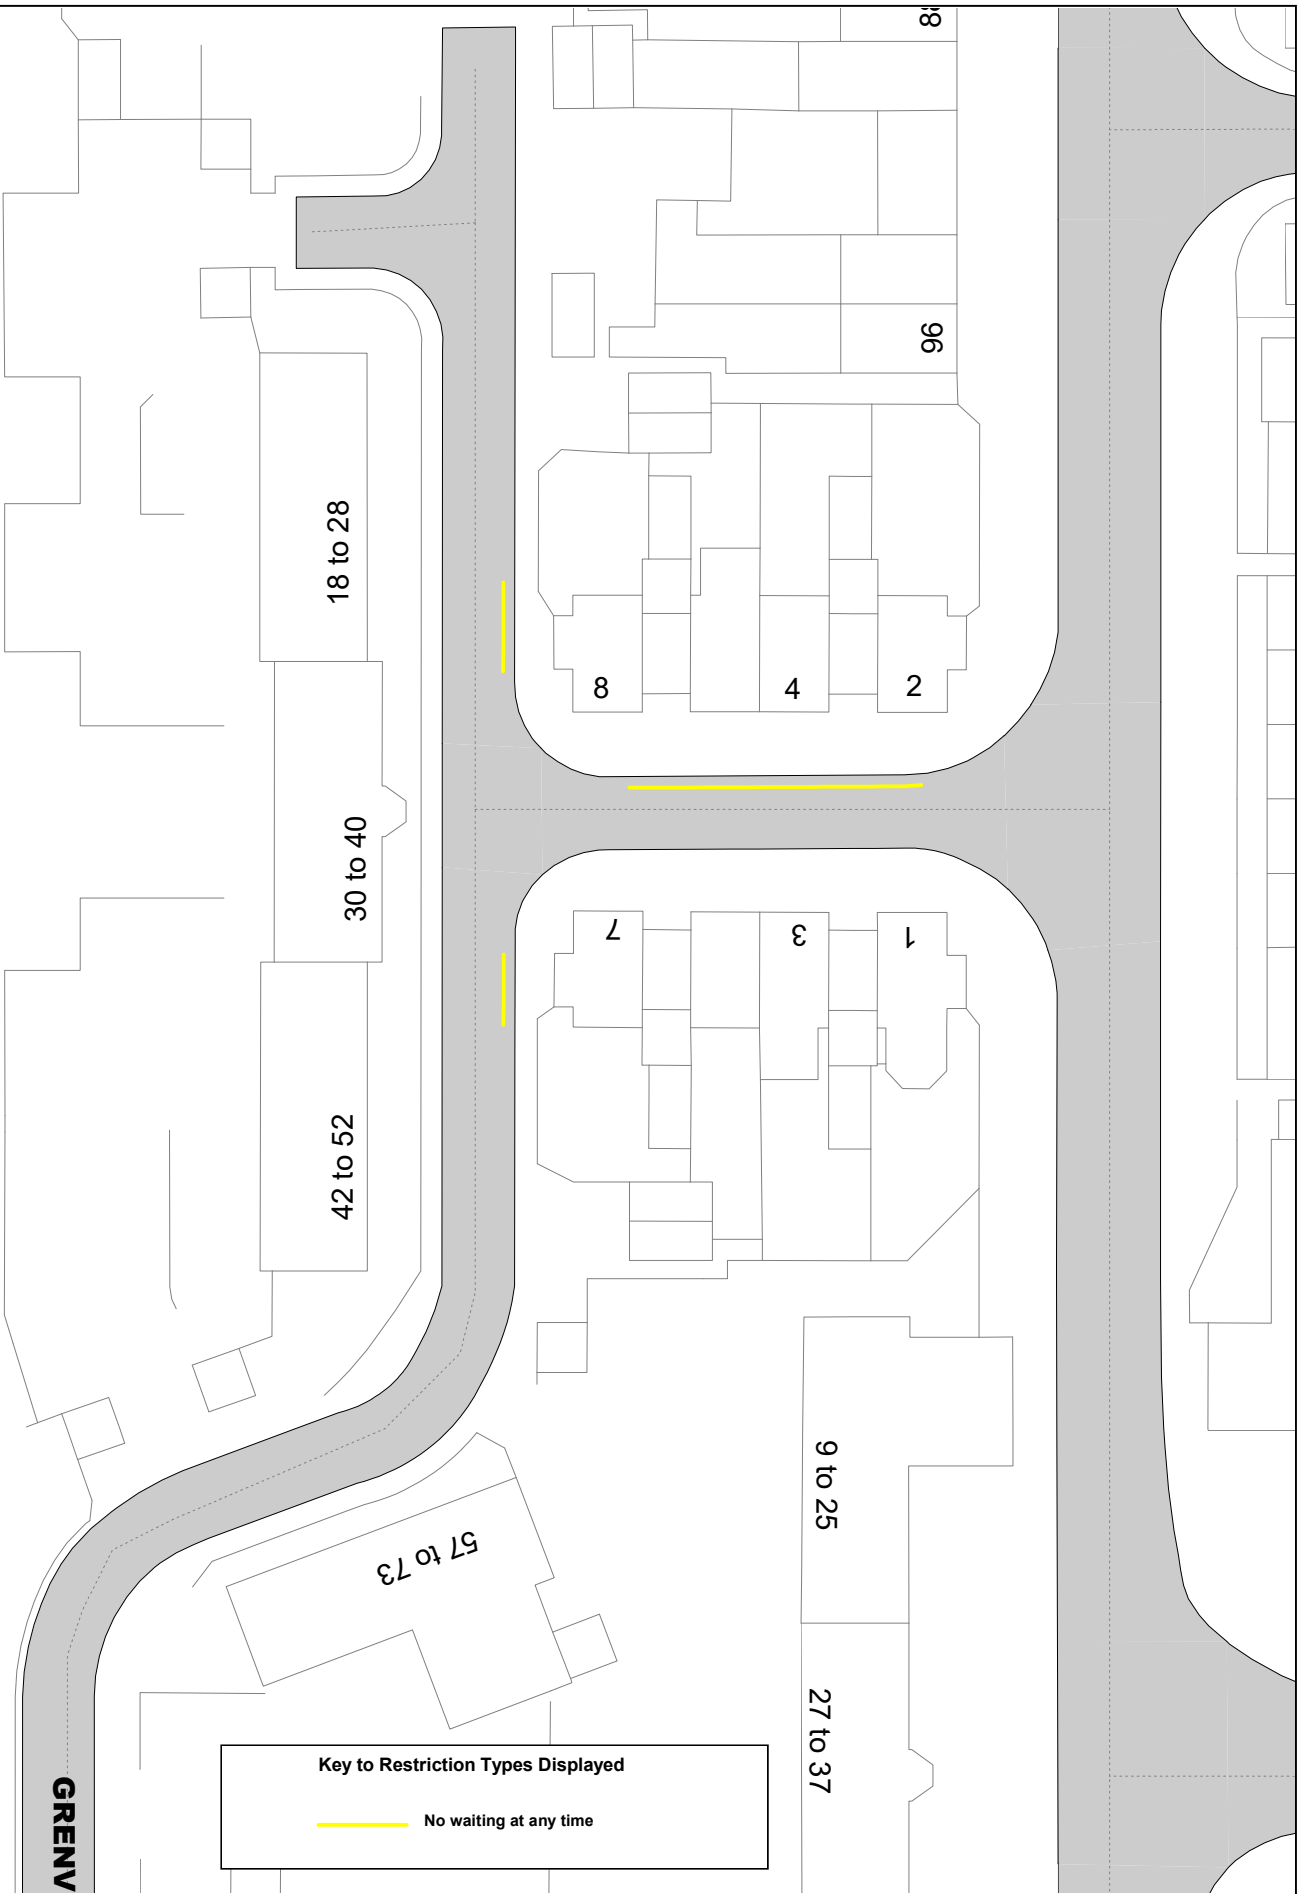 96
18 to 28
8
4
2
30 to 40
7
3
1
42 to 52
9 to 25
57 to 73
27 to 37
GRENV
Key to Restriction Types Displayed
No waiting at any time